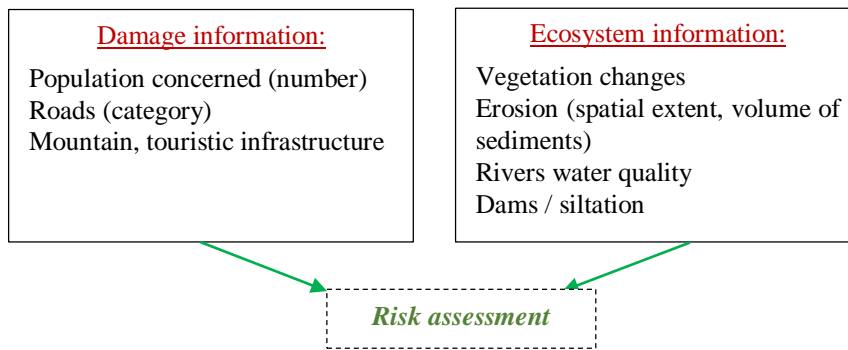 Damage information:
Population concerned (number)
Roads (category)
Mountain, touristic infrastructure
Ecosystem information:
Vegetation changes
Erosion (spatial extent, volume of
sediments)
Rivers water quality
Dams / siltation
Risk assessment